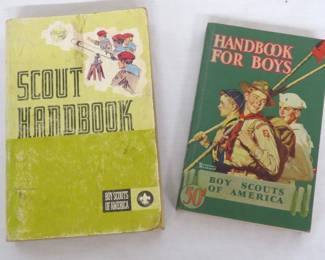 SCOUT
HANDBOOK
BOY SCOUTS
OF AMERICA
HANDBOOK
FOR BOYS
BOY SCOUTS
OF AMERICA
50¢